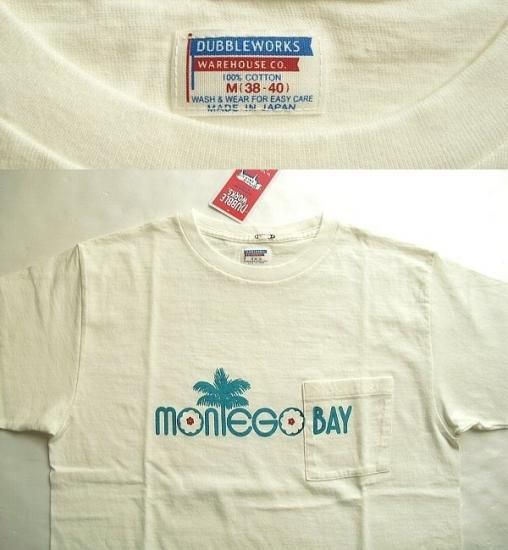 DUBBLEWORKS
WAREHOUSE CO.
100% COTTON
M(38-40)
WASH & WEAR FOR EASY CARE
MADE IN JAPAN
DUBBLE
WORKS
MONTEGO BAY